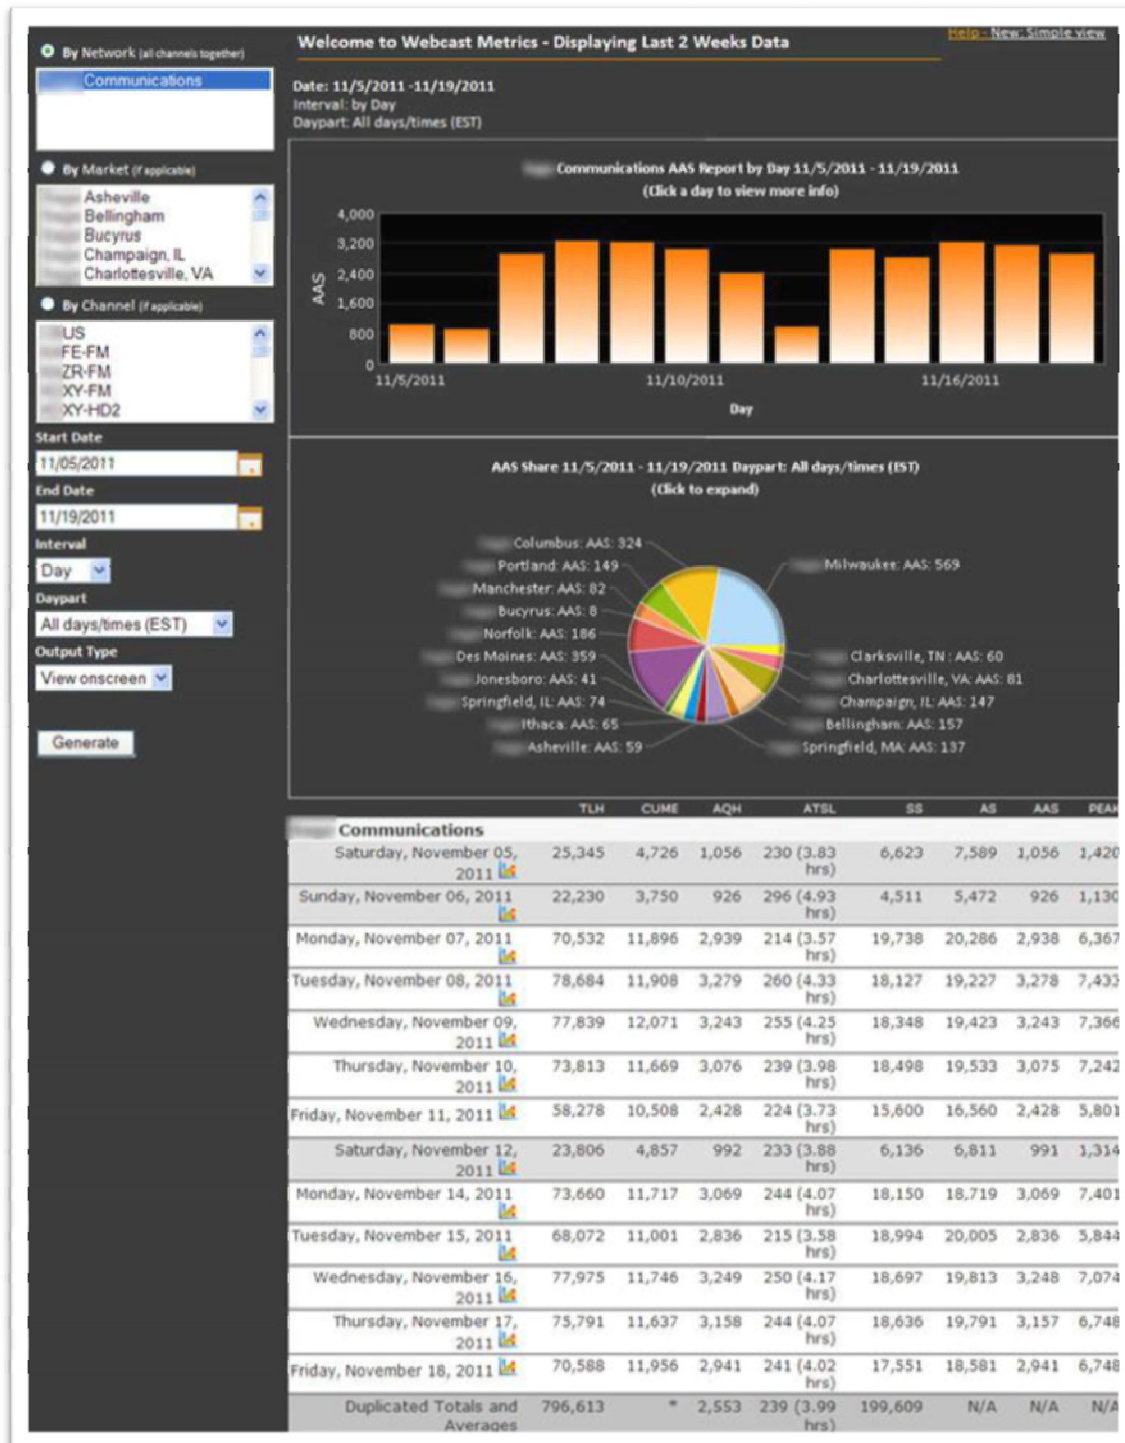 By Network (all channels together)
Communications
By Market (if applicable)
Asheville
Bellingham
Bucyrus
Champaign, IL
Charlottesville, VA
By Channel (if applicable)
US
FE-FM
ZR-FM
XY-FM
XY-HD2
Start Date
11/05/2011
End Date
11/19/2011
Interval
Day
Daypart
All days/times (EST)
Output Type
View onscreen
Generate
Welcome to Webcast Metrics - Displaying Last 2 Weeks Data
Help - New: Simple view
Date: 11/5/2011 -11/19/2011
Interval: by Day
Daypart: All days/times (EST)
Communications AAS Report by Day 11/5/2011 - 11/19/2011
(Click a day to view more info)
AAS
4,000
3,200
2,400
1,600
800
0
11/5/2011 11/10/2011 11/16/2011
Day
AAS Share 11/5/2011 - 11/19/2011 Daypart: All days/times (EST)
(Click to expand)
Columbus: AAS: 324
Portland: AAS: 149
Manchester: AAS: 82
Bucyrus: AAS: 8
Norfolk: AAS: 186
Des Moines: AAS: 359
Jonesboro: AAS: 41
Springfield, IL: AAS: 74
Ithaca: AAS: 65
Asheville: AAS: 59
Milwaukee: AAS: 569
Clarksville, TN : AAS: 60
Charlottesville, VA: AAS: 81
Champaign, IL: AAS: 147
Bellingham: AAS: 157
Springfield, MA: AAS: 137
TLH CUME AQH ATSL SS AS AAS PEAK
Communications
Saturday, November 05, 25,345 4,726 1,056 230 (3.83 6,623 7,589 1,056 1,420
2011 hrs)
Sunday, November 06, 2011 22,230 3,750 926 296 (4.93 4,511 5,472 926 1,130
hrs)
Monday, November 07, 2011 70,532 11,896 2,939 214 (3.57 19,738 20,286 2,938 6,367
hrs)
Tuesday, November 08, 2011 78,684 11,908 3,279 260 (4.33 18,127 19,227 3,278 7,433
hrs)
Wednesday, November 09, 77,839 12,071 3,243 255 (4.25 18,348 19,423 3,243 7,366
2011 hrs)
Thursday, November 10, 73,813 11,669 3,076 239 (3.98 18,498 19,533 3,075 7,242
2011 hrs)
Friday, November 11, 2011 58,278 10,508 2,428 224 (3.73 15,600 16,560 2,428 5,801
hrs)
Saturday, November 12, 23,806 4,857 992 233 (3.88 6,136 6,811 991 1,314
2011 hrs)
Monday, November 14, 2011 73,660 11,717 3,069 244 (4.07 18,150 18,719 3,069 7,401
hrs)
Tuesday, November 15, 2011 68,072 11,001 2,836 215 (3.58 18,994 20,005 2,836 5,844
hrs)
Wednesday, November 16, 77,975 11,746 3,249 250 (4.17 18,697 19,813 3,248 7,074
2011 hrs)
Thursday, November 17, 75,791 11,637 3,158 244 (4.07 18,636 19,791 3,157 6,748
2011 hrs)
Friday, November 18, 2011 70,588 11,956 2,941 241 (4.02 17,551 18,581 2,941 6,748
hrs)
Duplicated Totals and 796,613 * 2,553 239 (3.99 199,609 N/A N/A N/A
Averages hrs)